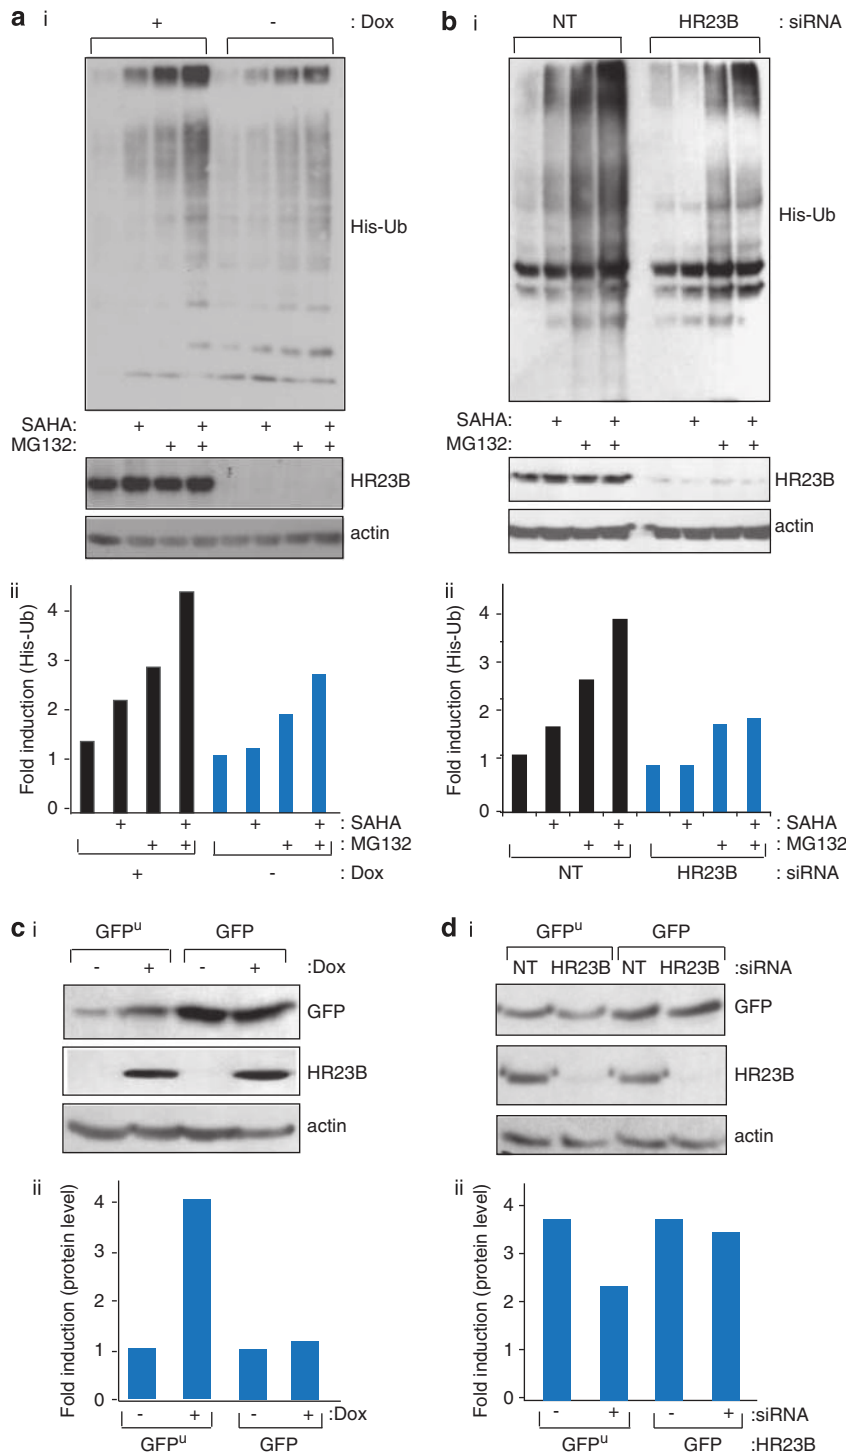 a i
+ - : Dox
His-Ub
SAHA: + + + +
MG132: + + + +
HR23B
actin
ii
Fold induction (His-Ub)
4
3
2
1
0
+ + + + : SAHA
+ + + + : MG132
+ - : Dox
b i
NT HR23B : siRNA
His-Ub
SAHA: + + + +
MG132: + + + +
HR23B
actin
ii
Fold induction (His-Ub)
4
3
2
1
0
+ + + + : SAHA
+ + + + : MG132
NT HR23B : siRNA
c i
GFPᵘ GFP
- + - + :Dox
GFP
HR23B
actin
ii
Fold induction (protein level)
4
3
2
1
0
- + - + :Dox
GFPᵘ GFP
d i
GFPᵘ GFP
NT HR23B NT HR23B :siRNA
GFP
HR23B
actin
ii
Fold induction (protein level)
4
3
2
1
0
- + - + :siRNA
GFPᵘ GFP :HR23B